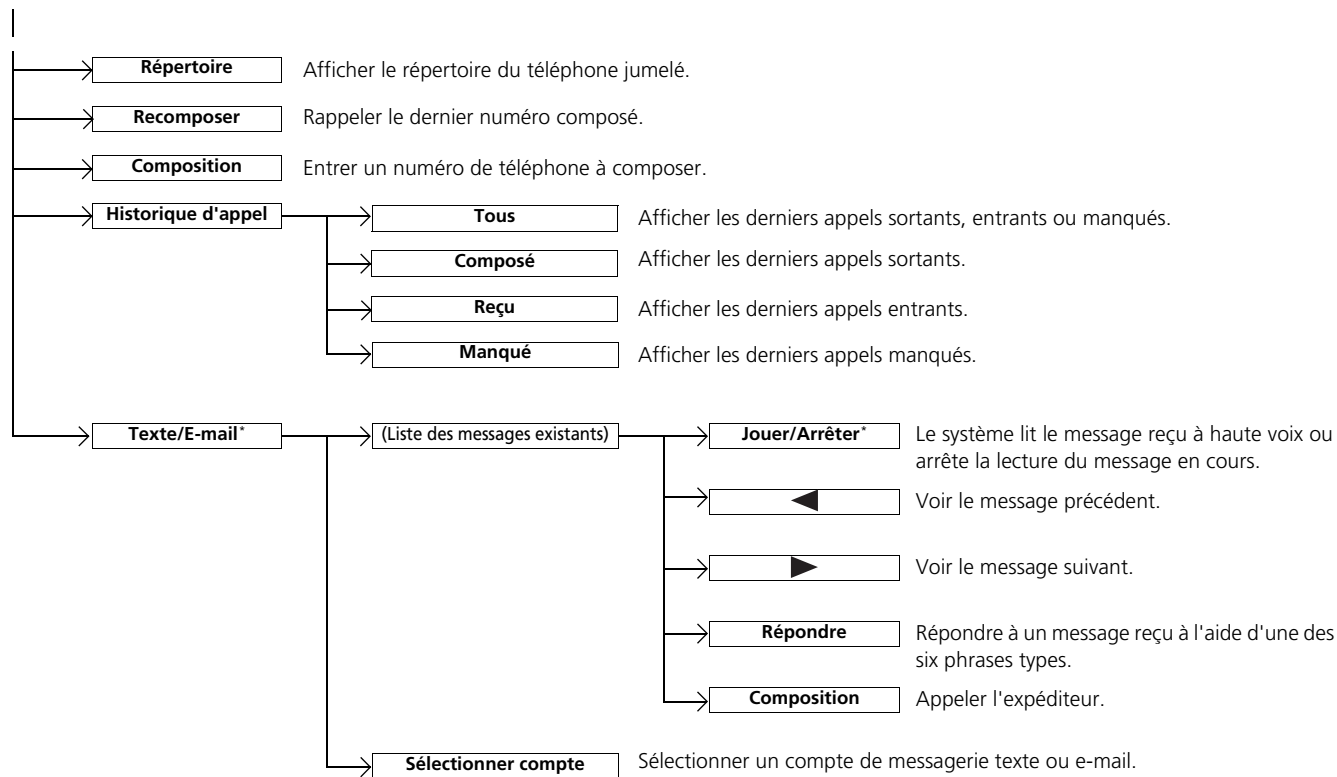 Répertoire Afficher le répertoire du téléphone jumelé.
Recomposer Rappeler le dernier numéro composé.
Composition Entrer un numéro de téléphone à composer.
Historique d'appel Tous Afficher les derniers appels sortants, entrants ou manqués.
Composé Afficher les derniers appels sortants.
Reçu Afficher les derniers appels entrants.
Manqué Afficher les derniers appels manqués.
Texte/E-mail* (Liste des messages existants) Jouer/Arrêter* Le système lit le message reçu à haute voix ou
arrête la lecture du message en cours.
Voir le message précédent.
Voir le message suivant.
Répondre Répondre à un message reçu à l'aide d'une des
six phrases types.
Composition Appeler l'expéditeur.
Sélectionner compte Sélectionner un compte de messagerie texte ou e-mail.